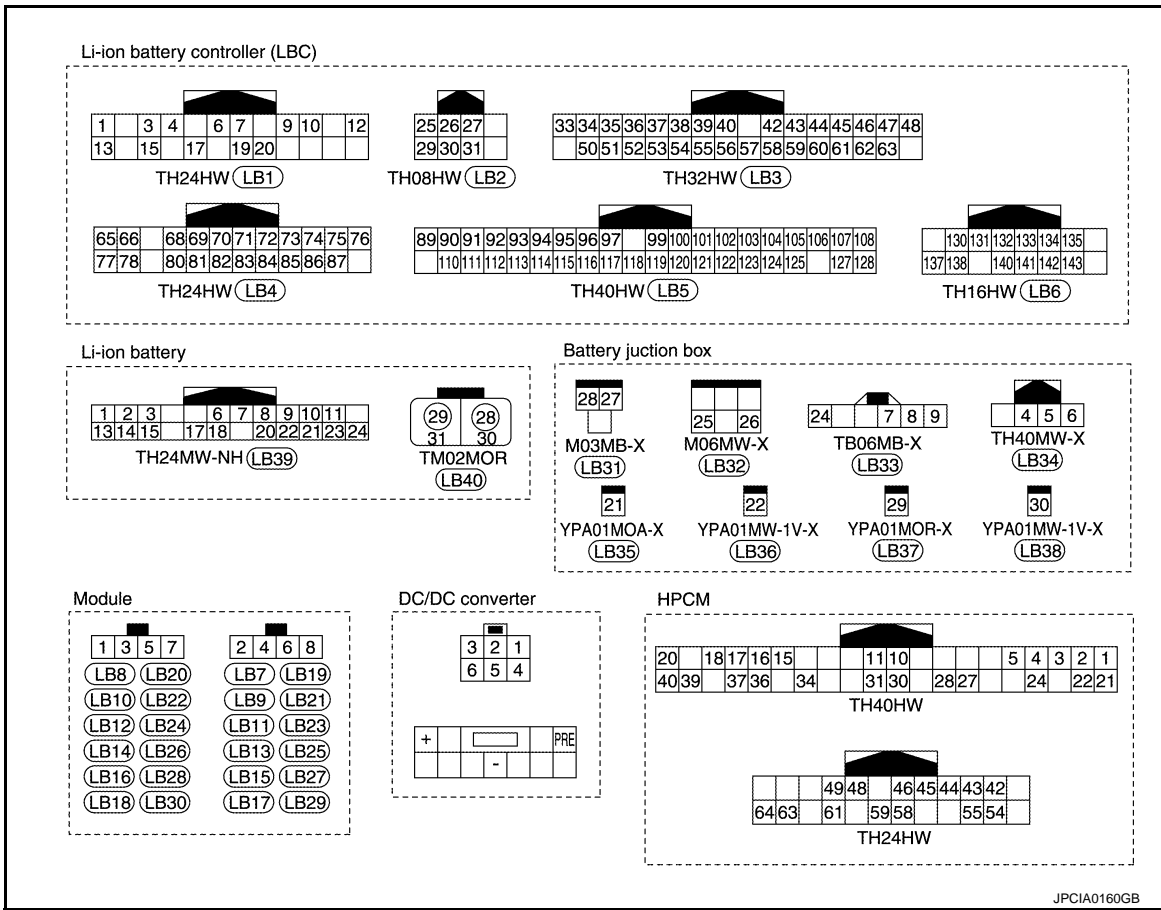 Li-ion battery controller (LBC)
1 3 4 6 7 9 10 12
13 15 17 19 20
TH24HW LB1
25 26 27
29 30 31
TH08HW LB2
33 34 35 36 37 38 39 40 42 43 44 45 46 47 48
50 51 52 53 54 55 56 57 58 59 60 61 62 63
TH32HW LB3
65 66 68 69 70 71 72 73 74 75 76
77 78 80 81 82 83 84 85 86 87
TH24HW LB4
89 90 91 92 93 94 95 96 97 99 100 101 102 103 104 105 106 107 108
110 111 112 113 114 115 116 117 118 119 120 121 122 123 124 125 127 128
TH40HW LB5
130 131 132 133 134 135
137 138 140 141 142 143
TH16HW LB6
Li-ion battery
1 2 3 6 7 8 9 10 11
13 14 15 17 18 20 22 21 23 24
TH24MW-NH LB39
29 28
31 30
TM02MOR
LB40
Battery juction box
28 27
M03MB-X
LB31
25 26
M06MW-X
LB32
24 7 8 9
TB06MB-X
LB33
4 5 6
TH40MW-X
LB34
21
YPA01MOA-X
LB35
22
YPA01MW-1V-X
LB36
29
YPA01MOR-X
LB37
30
YPA01MW-1V-X
LB38
Module
1 3 5 7
LB8 LB20
LB10 LB22
LB12 LB24
LB14 LB26
LB16 LB28
LB18 LB30
2 4 6 8
LB7 LB19
LB9 LB21
LB11 LB23
LB13 LB25
LB15 LB27
LB17 LB29
DC/DC converter
3 2 1
6 5 4
+ PRE
-
HPCM
20 18 17 16 15 11 10 5 4 3 2 1
40 39 37 36 34 31 30 28 27 24 22 21
TH40HW
49 48 46 45 44 43 42
64 63 61 59 58 55 54
TH24HW
JPCIA0160GB